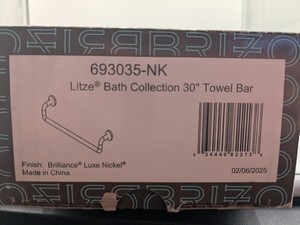 693035-NK
Litze® Bath Collection 30" Towel Bar
Finish: Brilliance® Luxe Nickel®
Made in China
02/06/2025